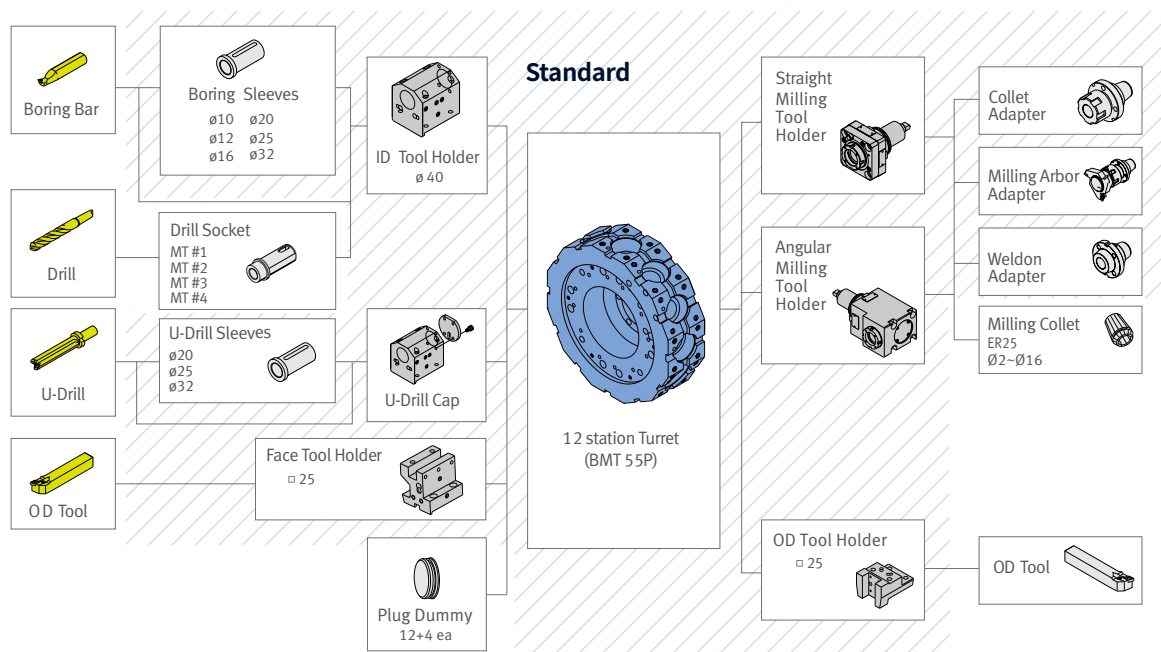 Standard
Boring Bar
Boring Sleeves
ø10 ø20
ø12 ø25
ø16 ø32
ID Tool Holder
ø 40
Drill
Drill Socket
MT #1
MT #2
MT #3
MT #4
U-Drill
U-Drill Sleeves
ø20
ø25
ø32
U-Drill Cap
OD Tool
Face Tool Holder
□ 25
Plug Dummy
12+4 ea
12 station Turret
(BMT 55P)
Straight
Milling
Tool
Holder
Angular
Milling
Tool
Holder
OD Tool Holder
□ 25
Collet
Adapter
Milling Arbor
Adapter
Weldon
Adapter
Milling Collet
ER25
Ø2~Ø16
OD Tool